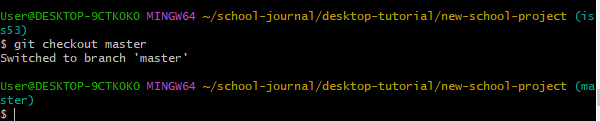 User@DESKTOP-9CTKOKO MINGW64 ~/school-journal/desktop-tutorial/new-school-project (is
s53)
$ git checkout master
Switched to branch 'master'
User@DESKTOP-9CTKOKO MINGW64 ~/school-journal/desktop-tutorial/new-school-project (ma
ster)
$